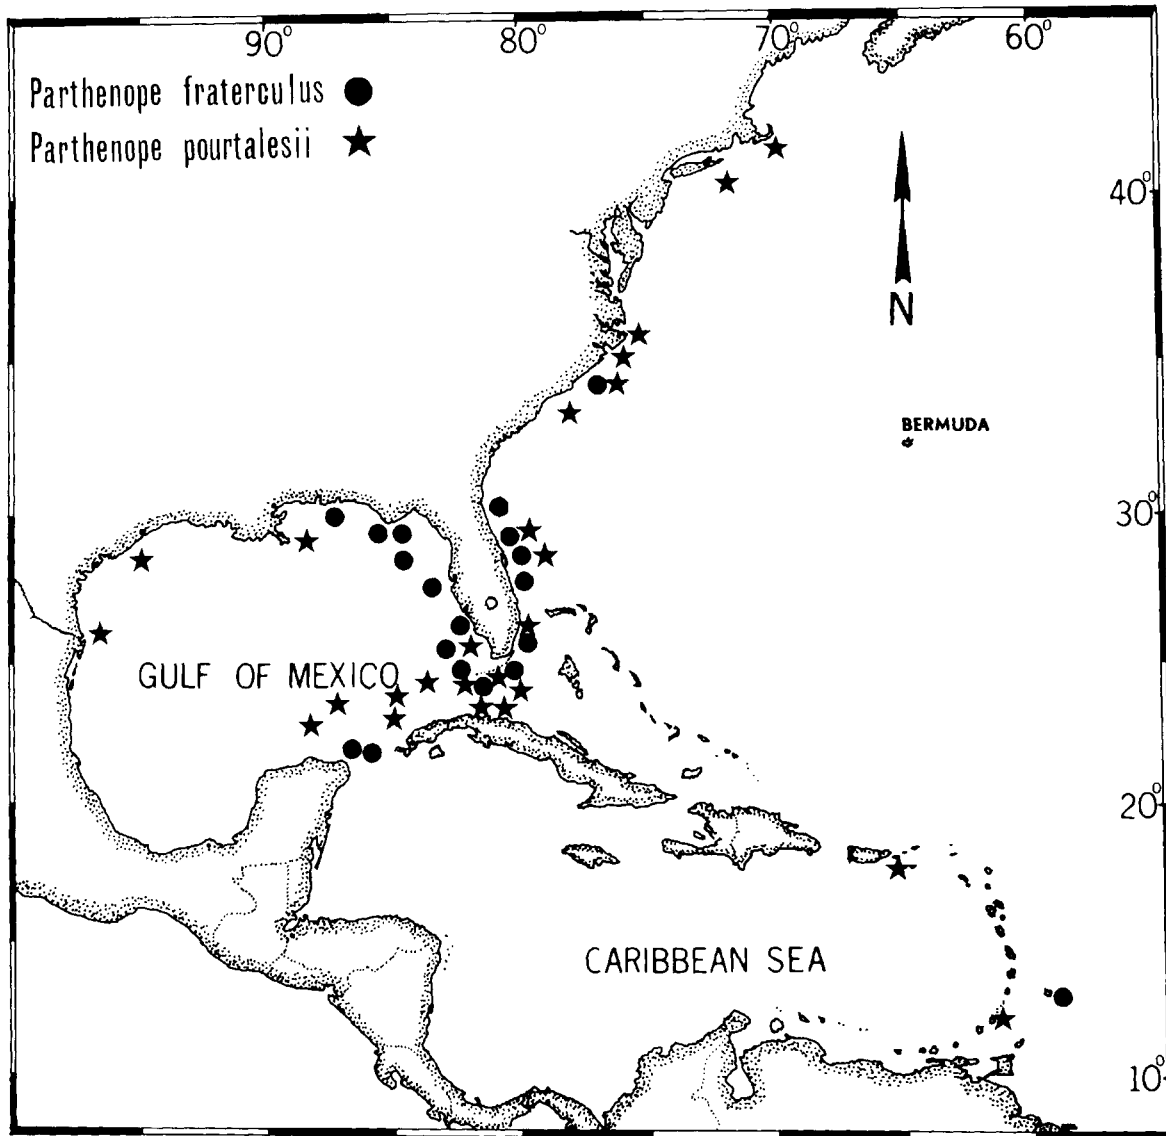 90° 80° 70° 60°
Parthenope fraterculus
Parthenope pourtalesii
40°
N
BERMUDA
30°
GULF OF MEXICO
20°
CARIBBEAN SEA
10°